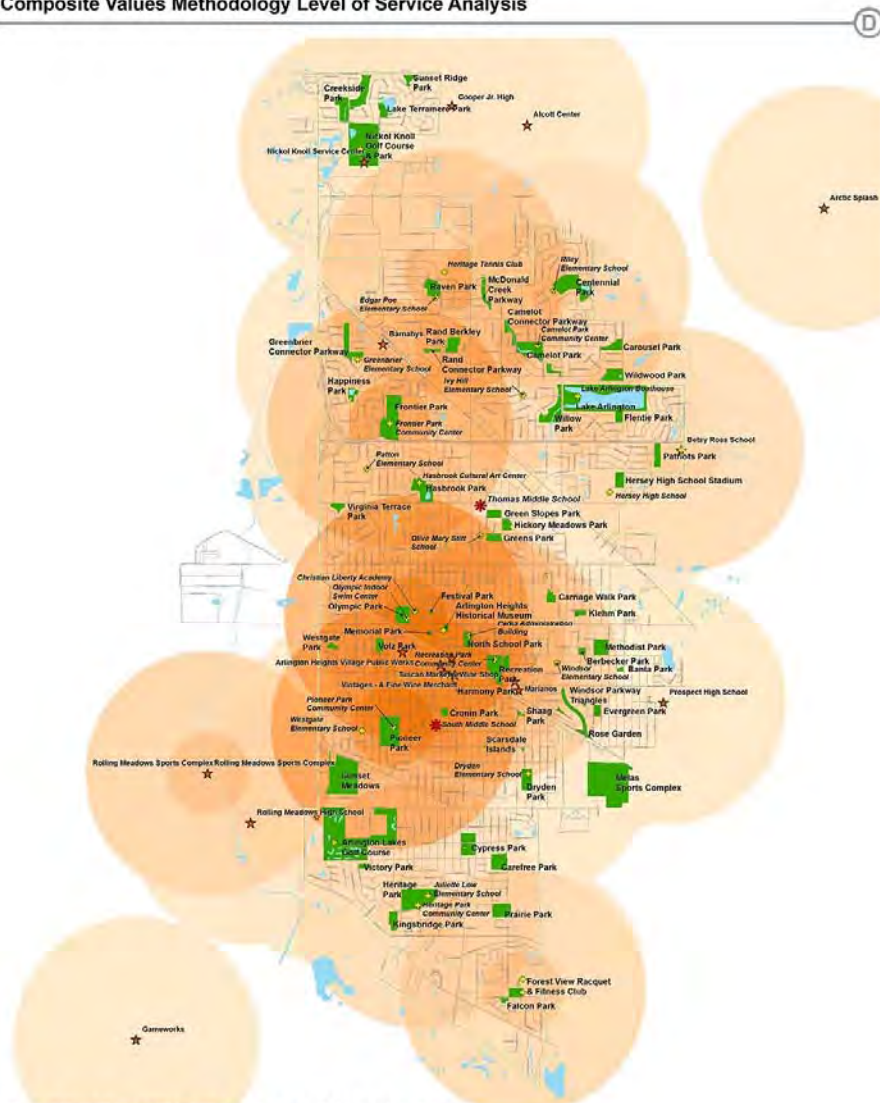 Composite Values Methodology Level of Service Analysis
D
Creekside
Park
Sunset Ridge
Park
Cooper Jr. High
Lake Terramere Park
Alcott Center
Nickol Knoll
Golf Course
& Park
Nickol Knoll Service Center
Arctic Splash
Heritage Tennis Club
Riley
Elementary School
Raven Park
McDonald
Creek
Parkway
Centennial
Park
Edgar Poe
Elementary School
Camelot
Connector Parkway
Camelot Park
Community Center
Camelot Park
Barnabys
Rand Berkley
Park
Greenbrier
Connector Parkway
Greenbrier
Elementary School
Rand
Connector Parkway
Carousel Park
Happiness
Park
Ivy Hill
Elementary School
Wildwood Park
Lake Arlington Boathouse
Lake Arlington
Frontier Park
Willow
Park
Flentie Park
Frontier Park
Community Center
Betsy Ross School
Patriots Park
Patton
Elementary School
Hasbrook Cultural Art Center
Hasbrook Park
Hersey High School Stadium
Hersey High School
Thomas Middle School
Virginia Terrace
Park
Green Slopes Park
Hickory Meadows Park
Olive Mary Stitt
School
Greens Park
Christian Liberty Academy
Olympic Indoor
Swim Center
Olympic Park
Festival Park
Arlington Heights
Historical Museum
Carriage Walk Park
Klehm Park
Memorial Park
Parks Administration
Building
Westgate
Park
Volz Park
North School Park
Methodist Park
Recreation Park
Community Center
Arlington Heights Village Public Works
Berbecker Park
Banta Park
Tuscan Market/Wine Shop
Recreation
Park
Windsor
Elementary School
Vintages - A Fine Wine Merchant
Harmony Park
Marianos
Windsor Parkway
Triangles
Prospect High School
Pioneer Park
Community Center
Cronin Park
Shaag
Park
Evergreen Park
Westgate
Elementary School
South Middle School
Pioneer
Park
Scarsdale
Islands
Rose Garden
Rolling Meadows Sports Complex
Rolling Meadows Sports Complex
Sunset
Meadows
Dryden
Elementary School
Dryden
Park
Melas
Sports Complex
Rolling Meadows High School
Arlington Lakes
Golf Course
Cypress Park
Victory Park
Carefree Park
Heritage
Park
Juliette Low
Elementary School
Heritage Park
Community Center
Prairie Park
Kingsbridge Park
Forest View Racquet
& Fitness Club
Falcon Park
Gameworks